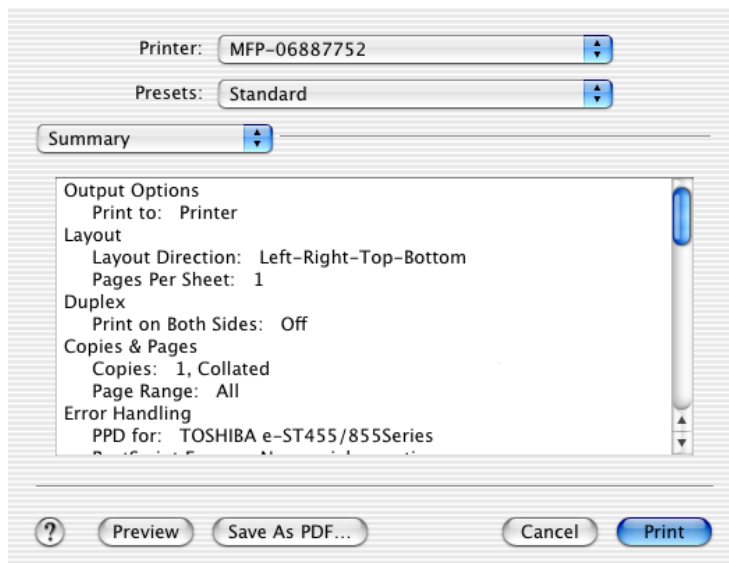 Printer: MFP-06887752
Presets: Standard
Summary
Output Options
Print to: Printer
Layout
Layout Direction: Left-Right-Top-Bottom
Pages Per Sheet: 1
Duplex
Print on Both Sides: Off
Copies & Pages
Copies: 1, Collated
Page Range: All
Error Handling
PPD for: TOSHIBA e-ST455/855Series
? Preview Save As PDF... Cancel Print